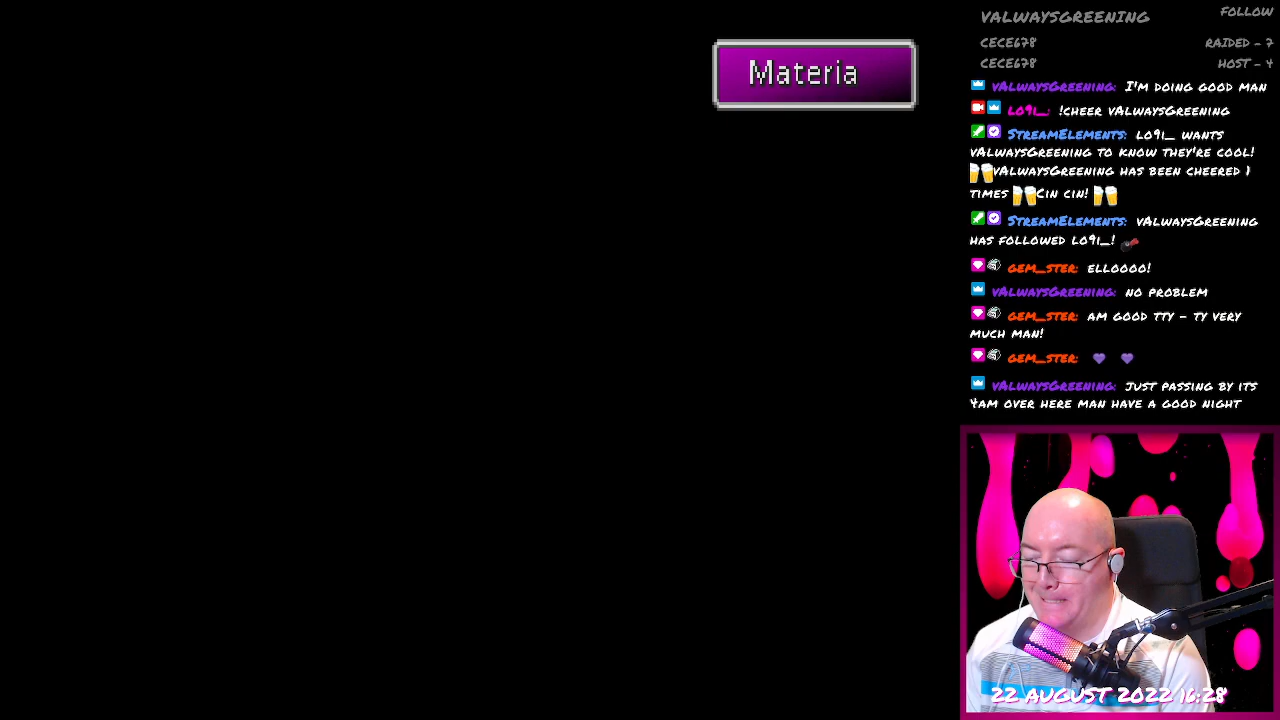 Materia
VALWAYSGREENING FOLLOW
CECE678 RAIDED - 7
CECE678 HOST - 4
vAlwaysGreening: I'M DOING GOOD MAN
LO9I_: !CHEER VALWAYSGREENING
StreamElements: LO9I_ WANTS
VALWAYSGREENING TO KNOW THEY'RE COOL!
VALWAYSGREENING HAS BEEN CHEERED 1
TIMES CIN CIN!
StreamElements: VALWAYSGREENING
HAS FOLLOWED LO9I_!
GEM_STER: ELLOOOO!
vAlwaysGreening: NO PROBLEM
GEM_STER: AM GOOD TTY - TY VERY
MUCH MAN!
GEM_STER:
vAlwaysGreening: JUST PASSING BY ITS
4AM OVER HERE MAN HAVE A GOOD NIGHT
22 AUGUST 2022 16:28